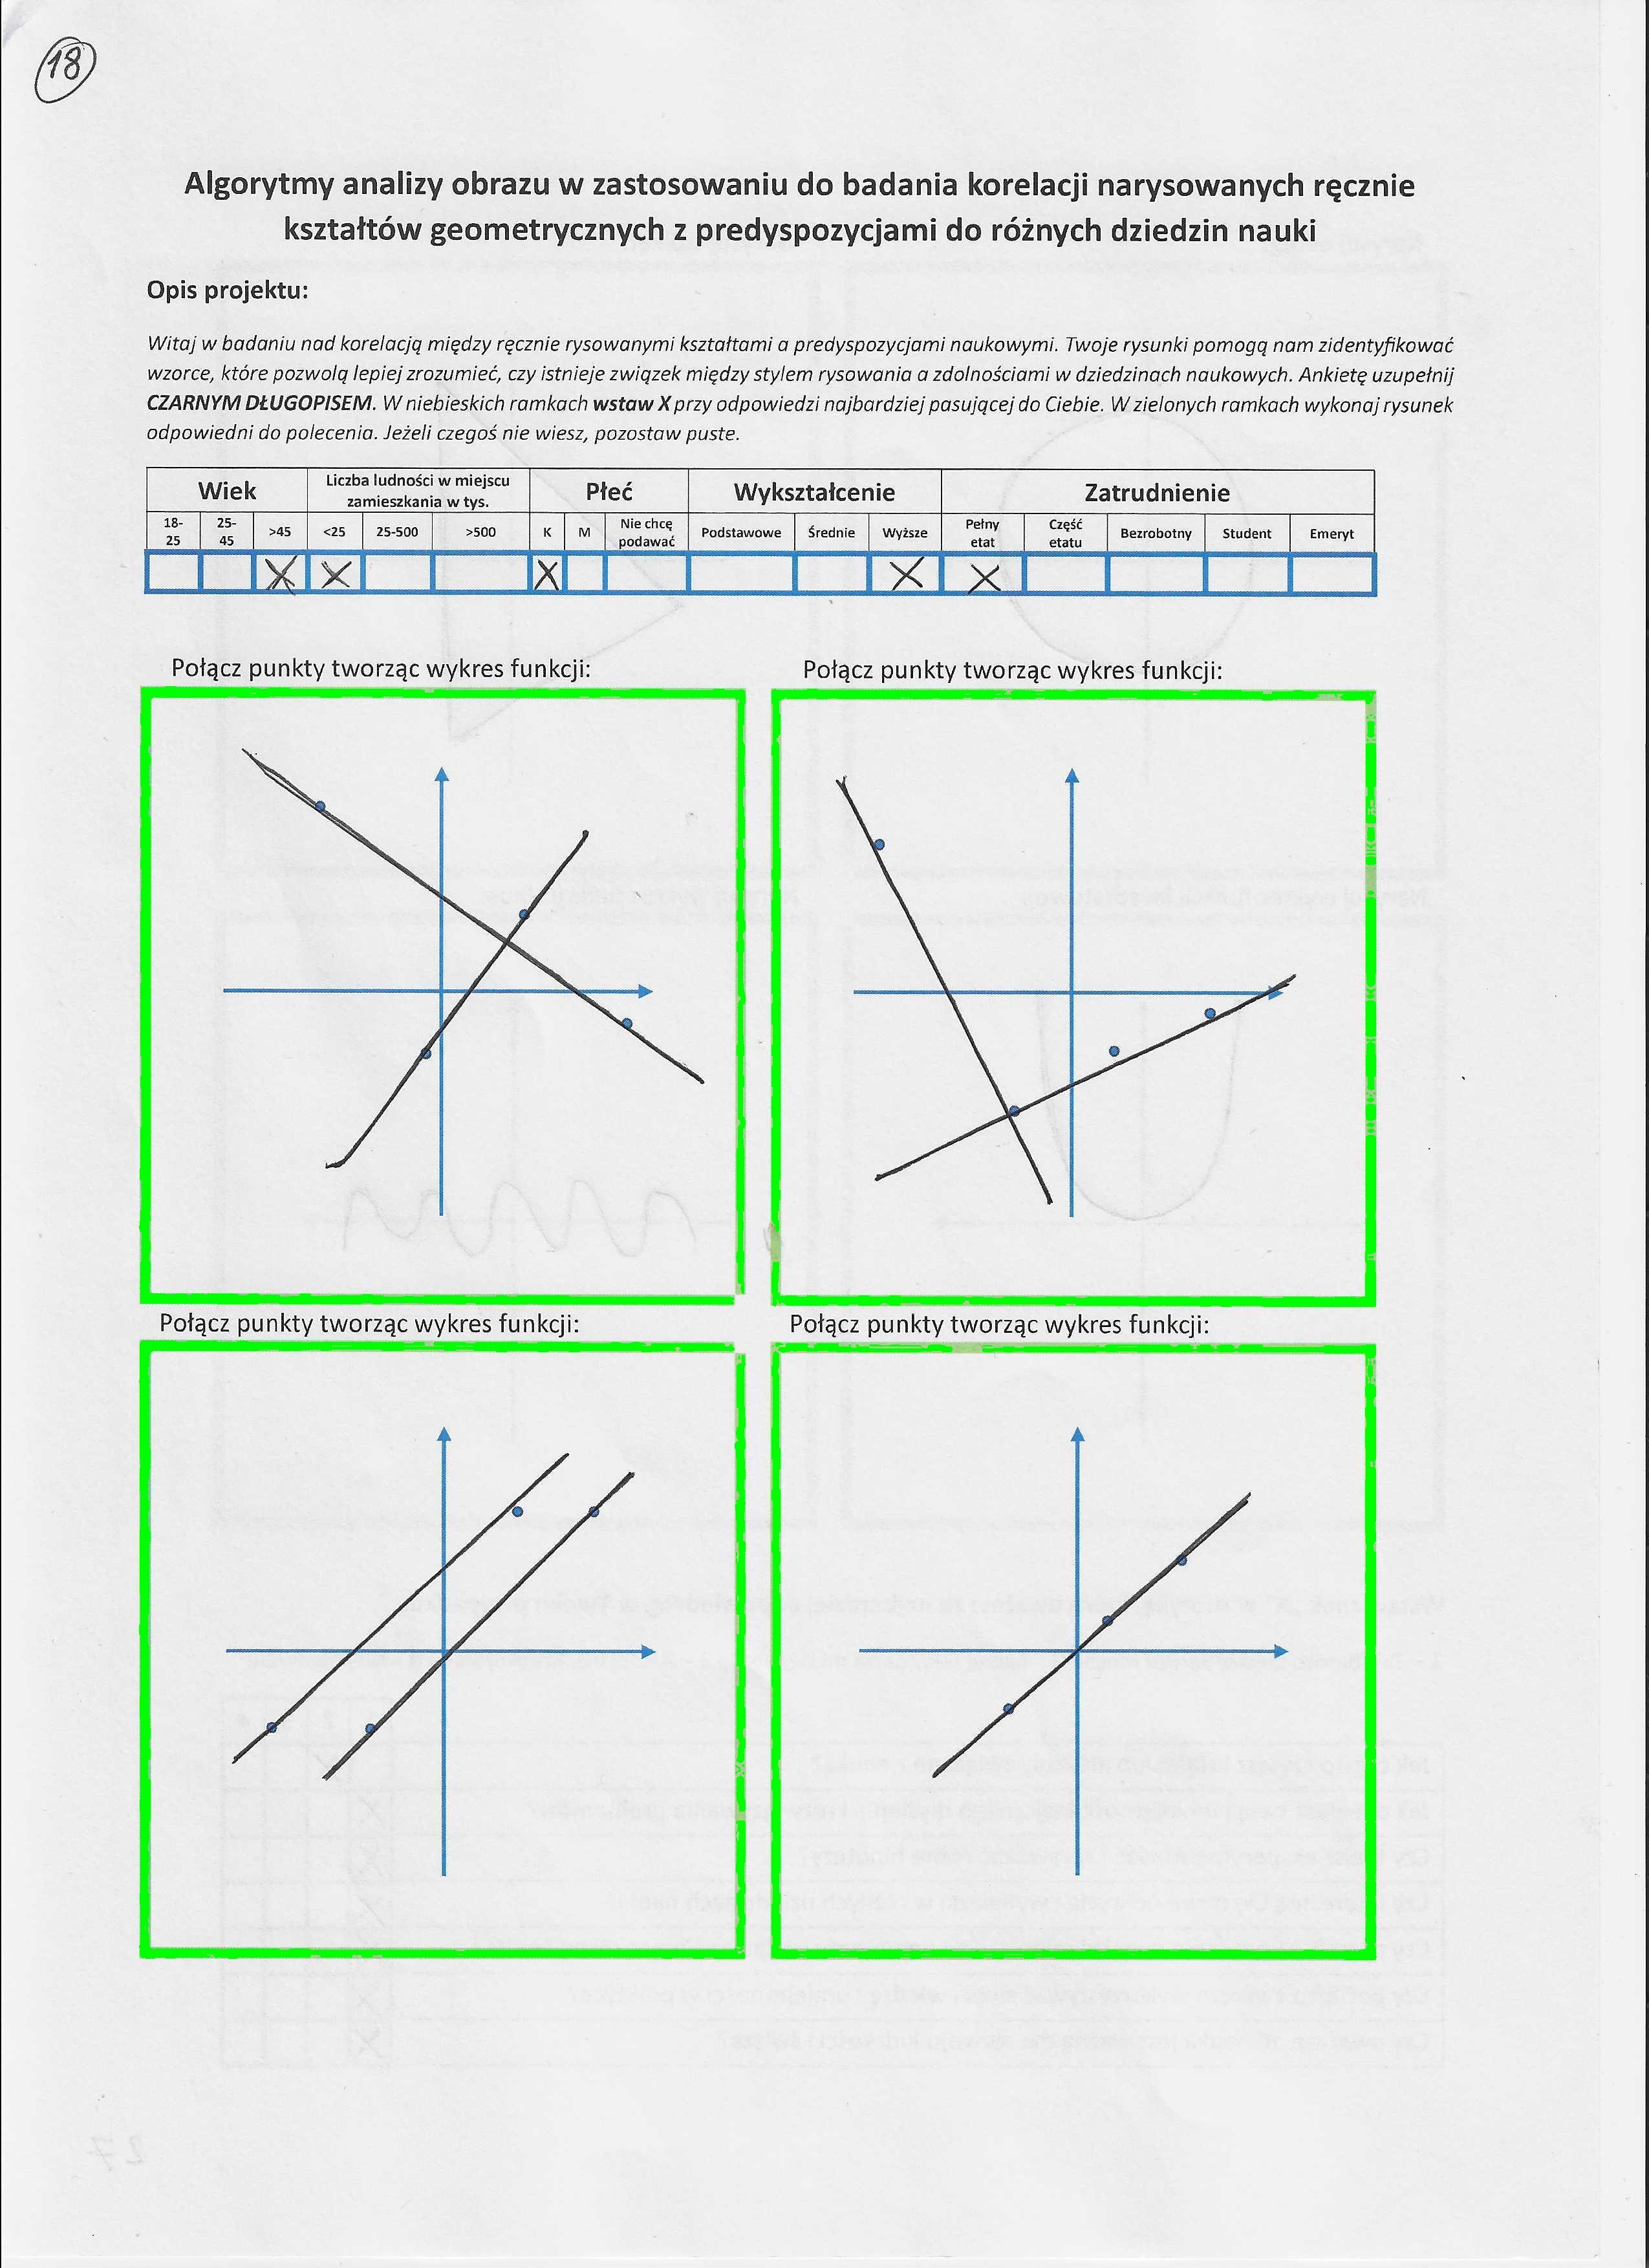 18
Algorytmy analizy obrazu w zastosowaniu do badania korelacji narysowanych ręcznie
kształtów geometrycznych z predyspozycjami do różnych dziedzin nauki
Opis projektu:
Witaj w badaniu nad korelacją między ręcznie rysowanymi kształtami a predyspozycjami naukowymi. Twoje rysunki pomogą nam zidentyfikować
wzorce, które pozwolą lepiej zrozumieć, czy istnieje związek między stylem rysowania a zdolnościami w dziedzinach naukowych. Ankietę uzupełnij
CZARNYM DŁUGOPISEM. W niebieskich ramkach wstaw X przy odpowiedzi najbardziej pasującej do Ciebie. W zielonych ramkach wykonaj rysunek
odpowiedni do polecenia. Jeżeli czegoś nie wiesz, pozostaw puste.
Wiek Liczba ludności w miejscu zamieszkania w tys. Płeć Wykształcenie Zatrudnienie
18-25 25-45 >45 <25 25-500 >500 K M Nie chcę podawać Podstawowe Średnie Wyższe Pełny etat Część etatu Bezrobotny Student Emeryt
X X X X X
Połącz punkty tworząc wykres funkcji: Połącz punkty tworząc wykres funkcji:
Połącz punkty tworząc wykres funkcji: Połącz punkty tworząc wykres funkcji: